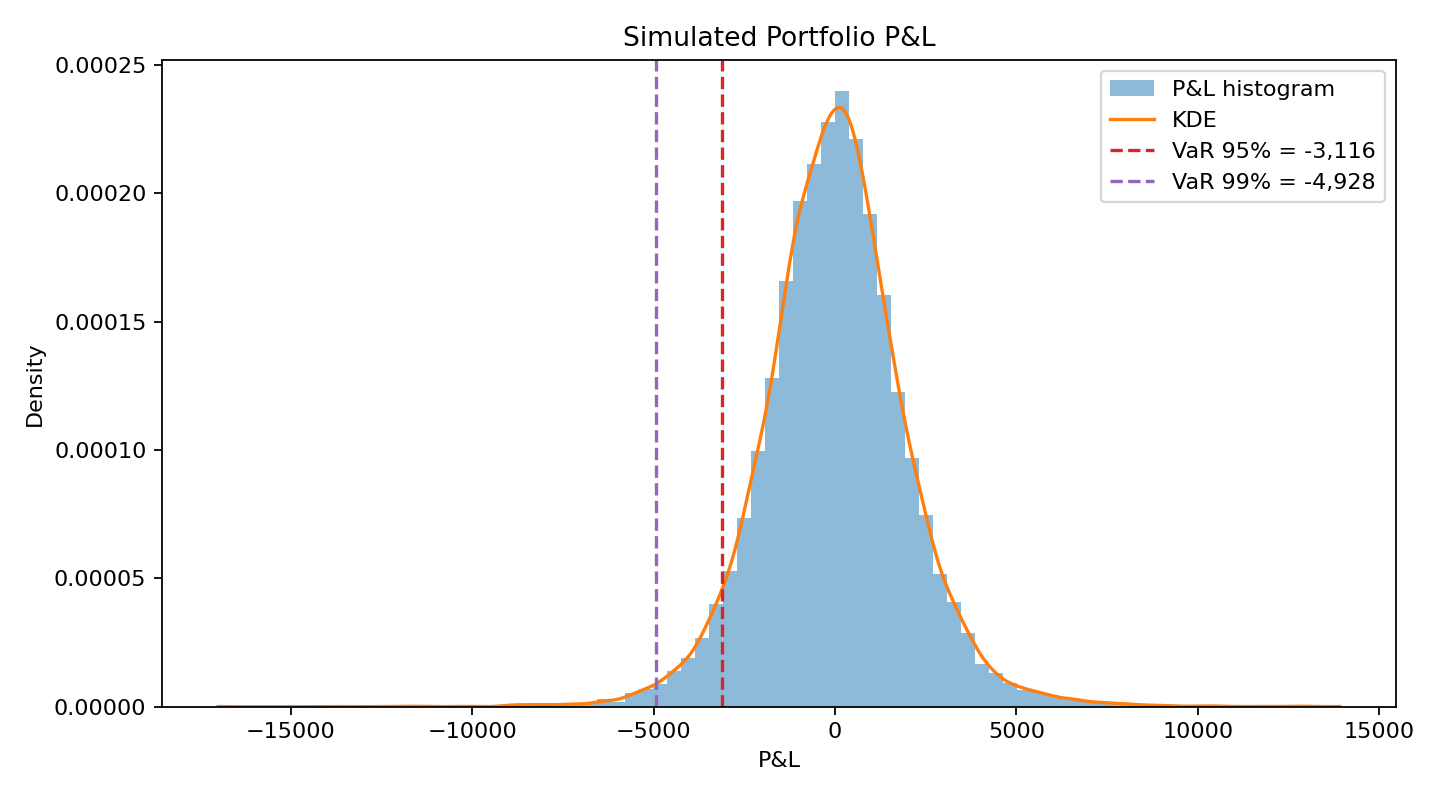 Simulated Portfolio P&L
0.00025
0.00020
0.00015
0.00010
0.00005
0.00000
Density
P&L histogram
KDE
VaR 95% = -3,116
VaR 99% = -4,928
−15000
−10000
−5000
0
5000
10000
15000
P&L